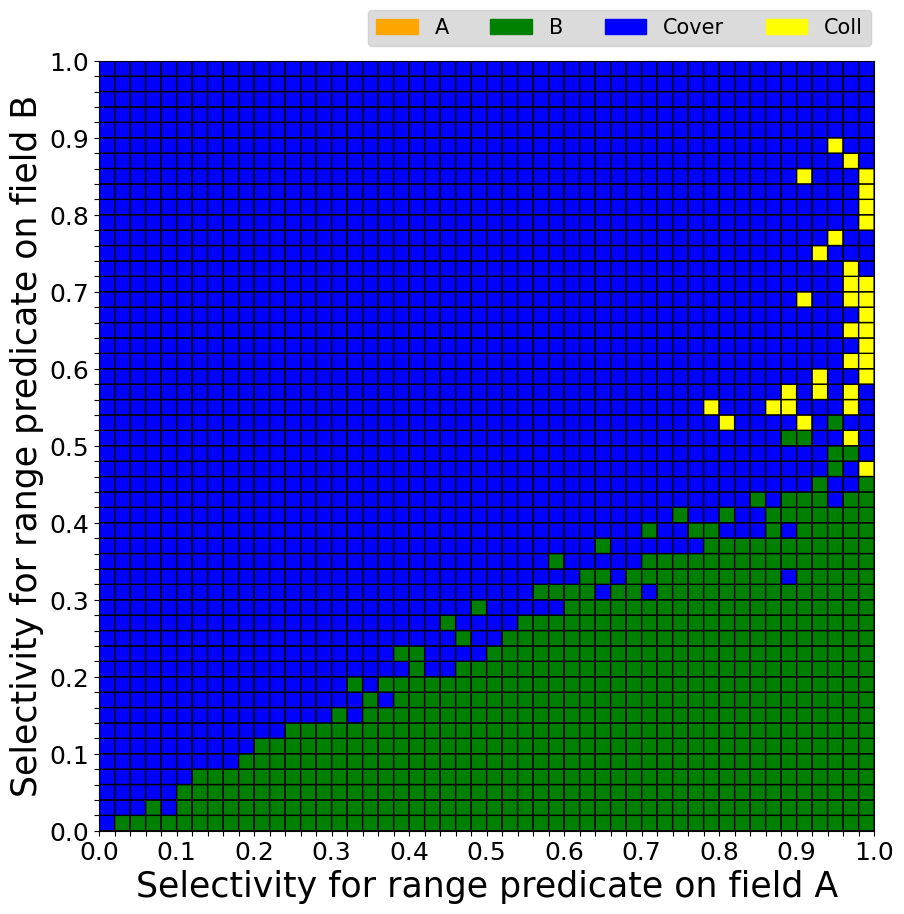 A B Cover Coll
Selectivity for range predicate on field B
1.0
0.9
0.8
0.7
0.6
0.5
0.4
0.3
0.2
0.1
0.0
0.0 0.1 0.2 0.3 0.4 0.5 0.6 0.7 0.8 0.9 1.0
Selectivity for range predicate on field A